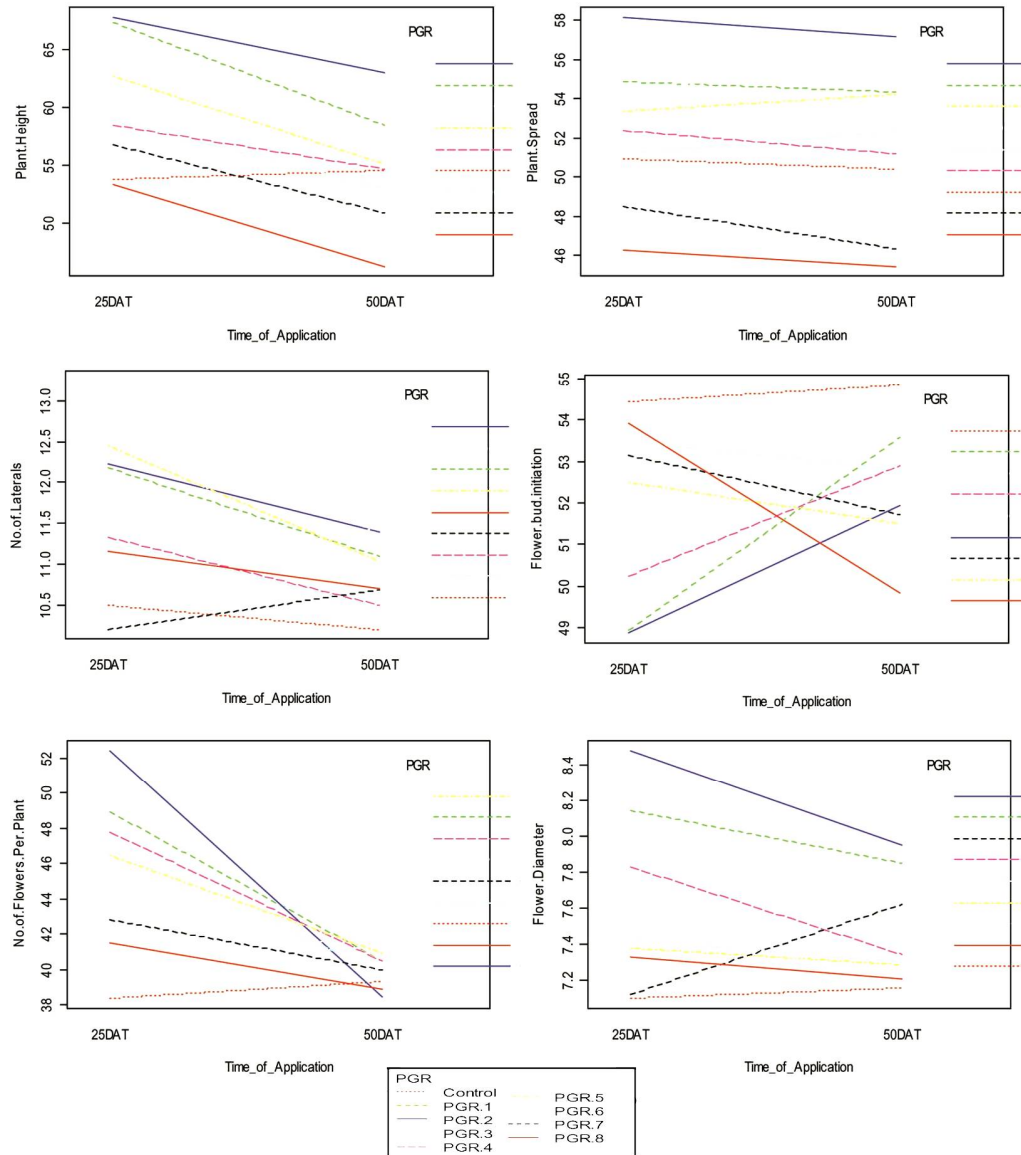 PGR
65
60
55
50
Plant.Height
25DAT 50DAT
Time_of_Application
PGR
58
56
54
52
50
48
46
Plant.Spread
25DAT 50DAT
Time_of_Application
PGR
13.0
12.5
12.0
11.5
11.0
10.5
No.of.Laterals
25DAT 50DAT
Time_of_Application
PGR
55
54
53
52
51
50
49
Flower.bud.initiation
25DAT 50DAT
Time_of_Application
PGR
52
50
48
46
44
42
40
38
No.of.Flowers.Per.Plant
25DAT 50DAT
Time_of_Application
PGR
8.4
8.2
8.0
7.8
7.6
7.4
7.2
Flower.Diameter
25DAT 50DAT
Time_of_Application
PGR
Control
PGR.1
PGR.2
PGR.3
PGR.4
PGR.5
PGR.6
PGR.7
PGR.8